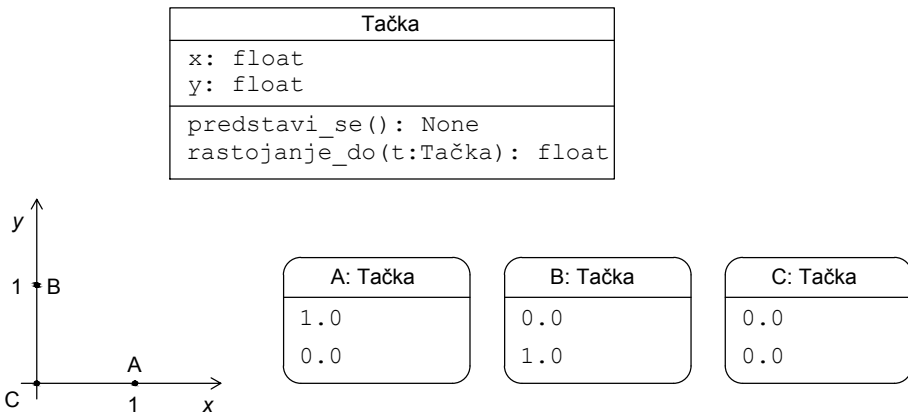 Tačka
x: float
y: float
predstavi_se(): None
rastojanje_do(t:Tačka): float
y
1 B
A
C
1 x
A: Tačka
1.0
0.0
B: Tačka
0.0
1.0
C: Tačka
0.0
0.0